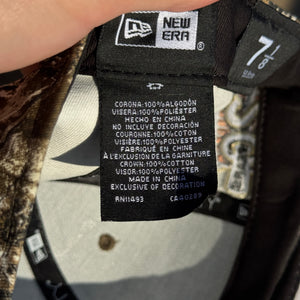 NEW ERA
®
7 1/8
CORONA:100%ALGODÓN
VISERA:100%POLIÉSTER
HECHO EN CHINA
NO INCLUYE DECORACIÓN
COURONNE:100%COTON
VISIÈRE:100%POLYESTER
FABRIQUÉ EN CHINE
À L'EXCLUSION DE LA GARNITURE
CROWN:100%COTTON
VISOR:100%POLYESTER
MADE IN CHINA
EXCLUSIVE OF DECORATION
RN11493 CA40289